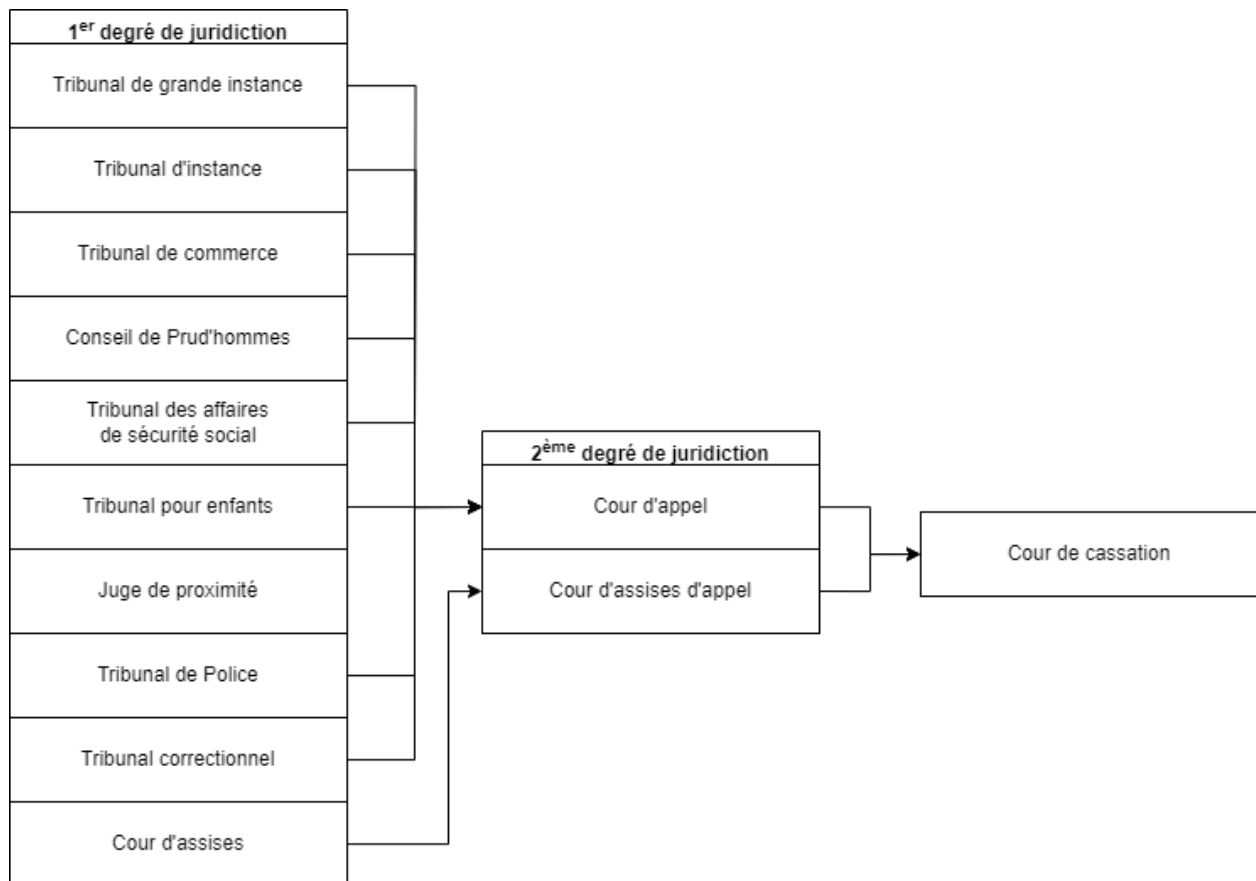 1er degré de juridiction
Tribunal de grande instance
Tribunal d'instance
Tribunal de commerce
Conseil de Prud'hommes
Tribunal des affaires
de sécurité social
Tribunal pour enfants
Juge de proximité
Tribunal de Police
Tribunal correctionnel
Cour d'assises
2ème degré de juridiction
Cour d'appel
Cour d'assises d'appel
Cour de cassation